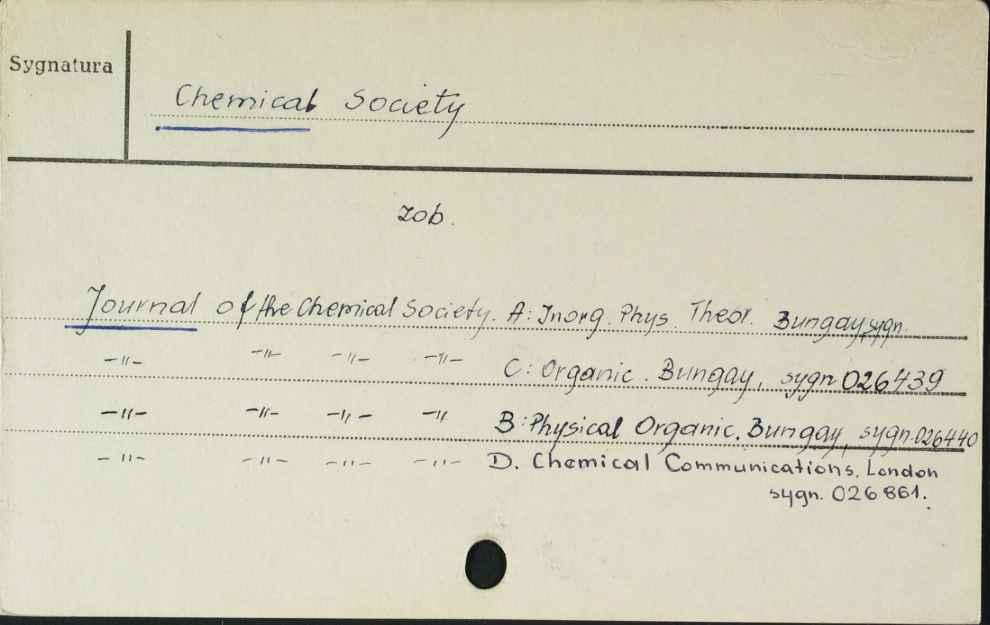 Sygnatura
Chemical Society
zob.
Journal of the Chemical Society. A: Inorg. Phys. Theor. Bungay, sygn.
-"- -"- -"- -"- C: Organic. Bungay, sygn 026439
-"- -"- -"- -"- B: Physical Organic. Bungay, sygn. 026440
-"- -"- -"- -"- D. Chemical Communications. London
sygn. 026861.